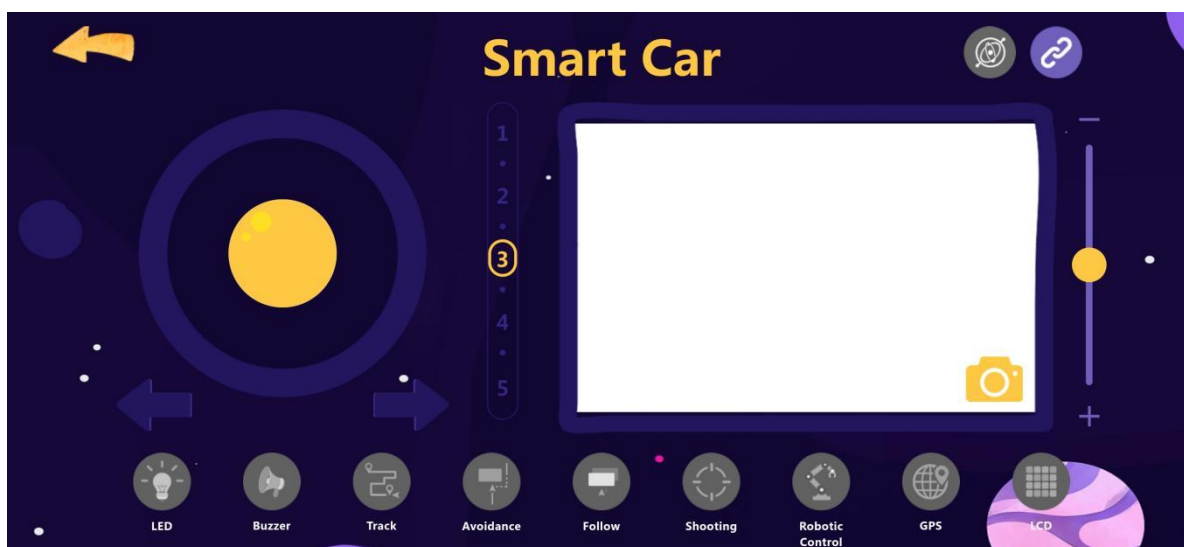 Smart Car
1
2
3
4
5
−
+
LED
Buzzer
Track
Avoidance
Follow
Shooting
Robotic
Control
GPS
LCD